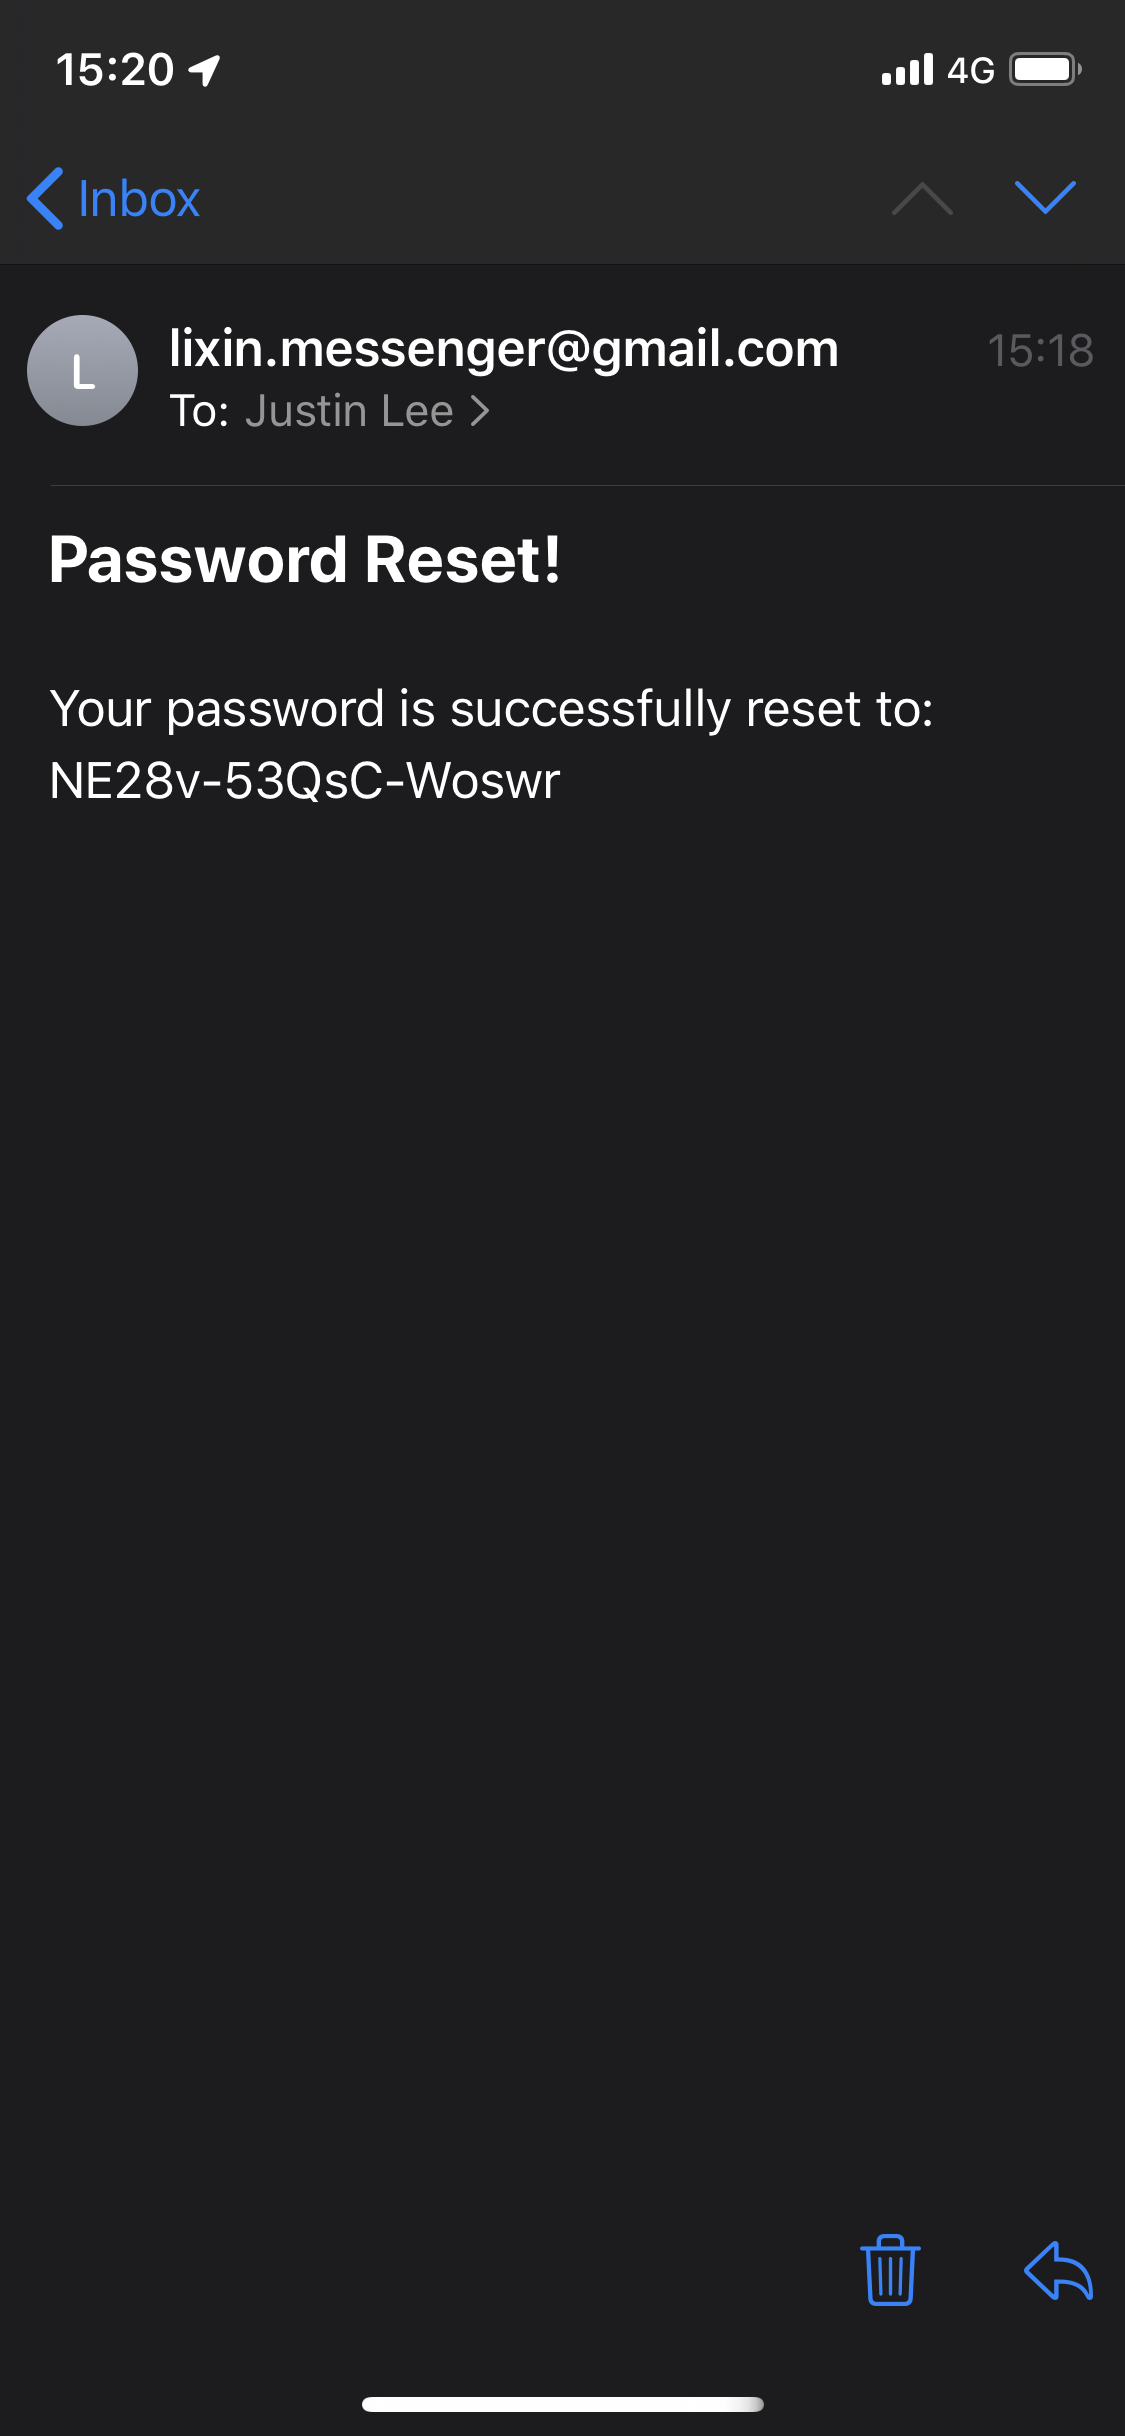 15:20
4G
Inbox
L
lixin.messenger@gmail.com
15:18
To: Justin Lee
Password Reset!
Your password is successfully reset to:
NE28v-53QsC-Woswr